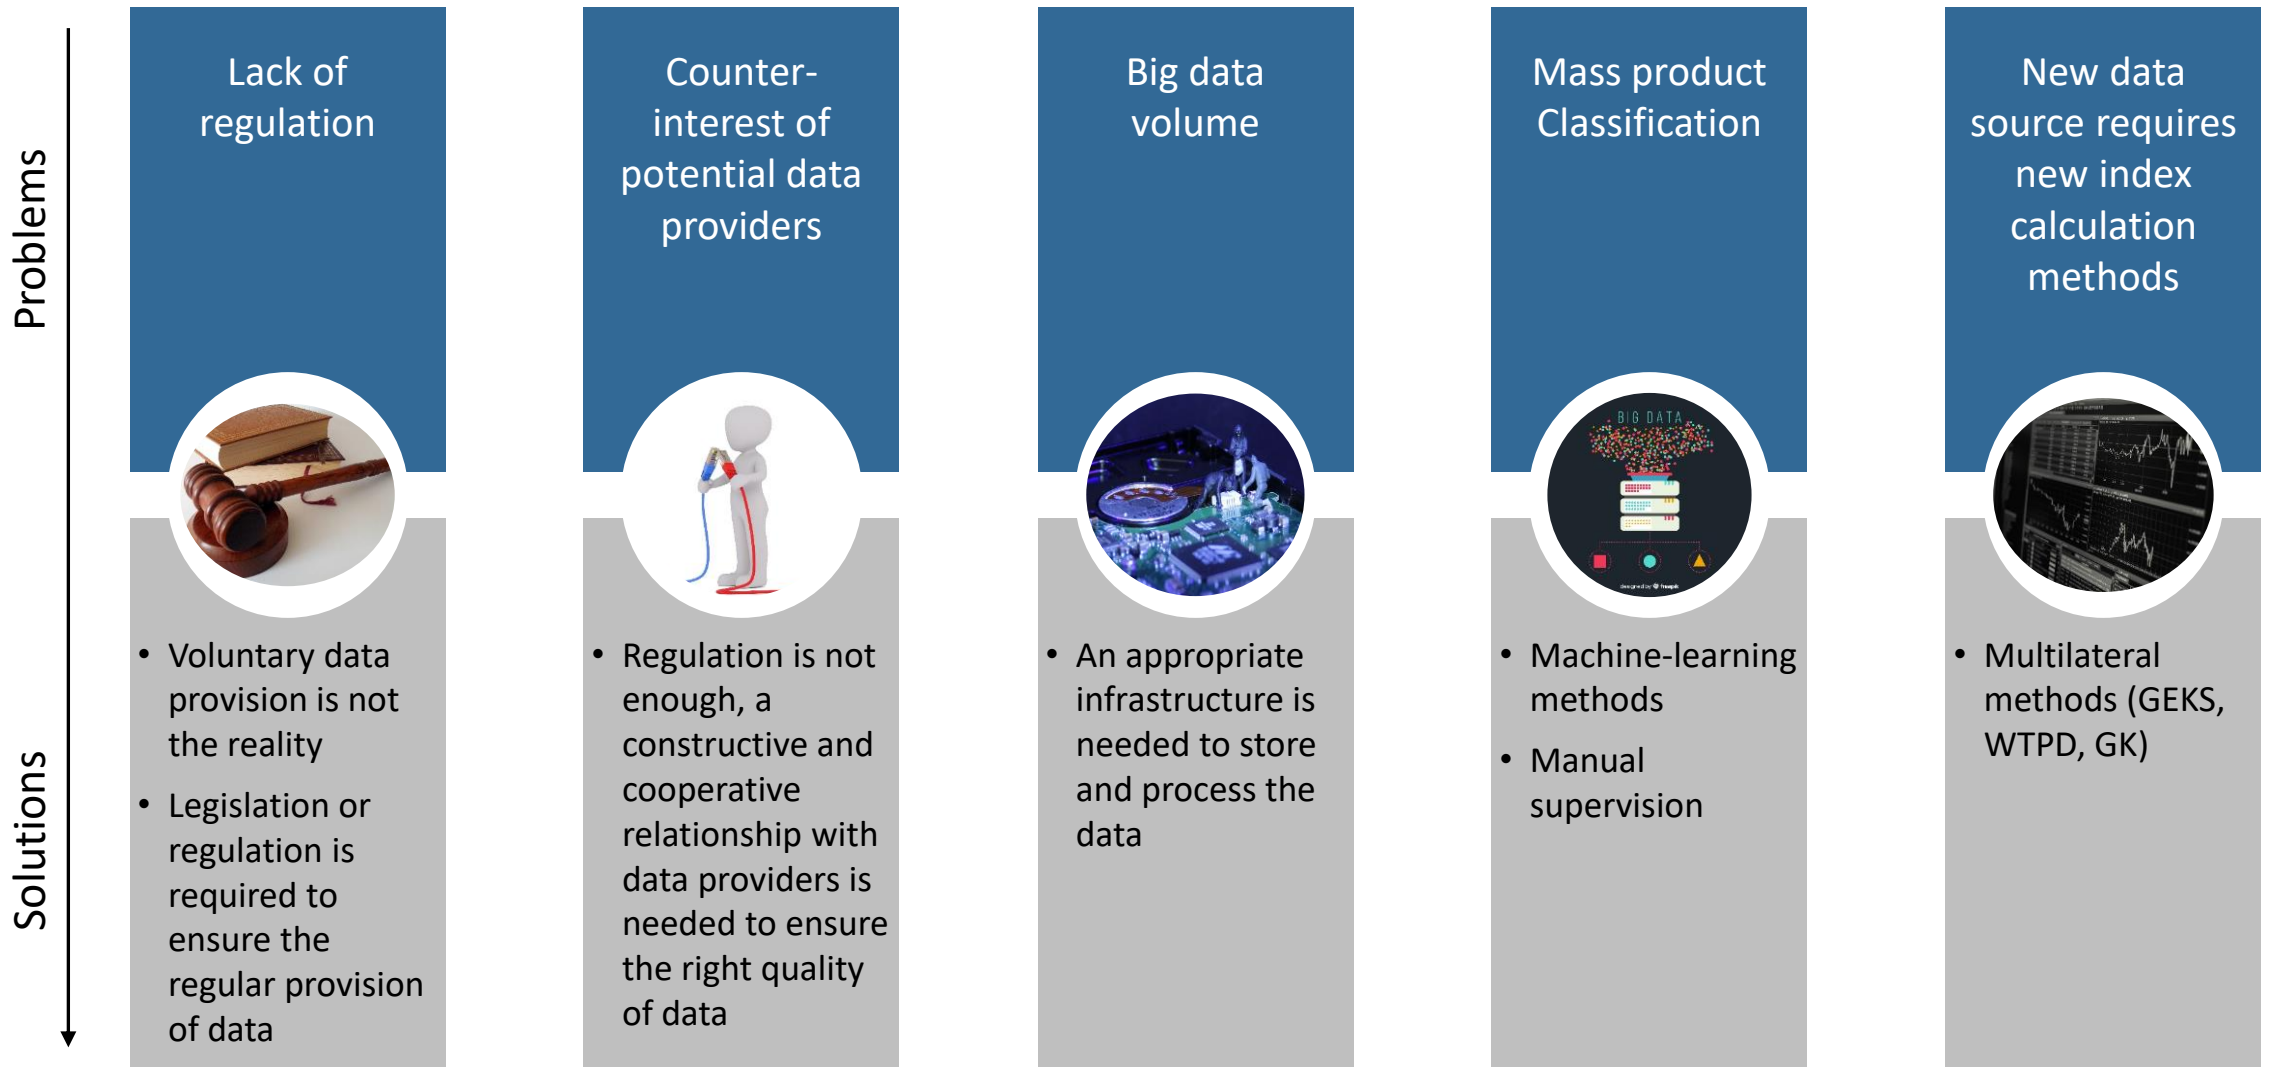 Problems
Solutions
Lack of
regulation
• Voluntary data
provision is not
the reality
• Legislation or
regulation is
required to
ensure the
regular provision
of data
Counter-
interest of
potential data
providers
• Regulation is not
enough, a
constructive and
cooperative
relationship with
data providers is
needed to ensure
the right quality
of data
Big data
volume
• An appropriate
infrastructure is
needed to store
and process the
data
Mass product
Classification
BIG DATA
designed by freepik
• Machine-learning
methods
• Manual
supervision
New data
source requires
new index
calculation
methods
• Multilateral
methods (GEKS,
WTPD, GK)